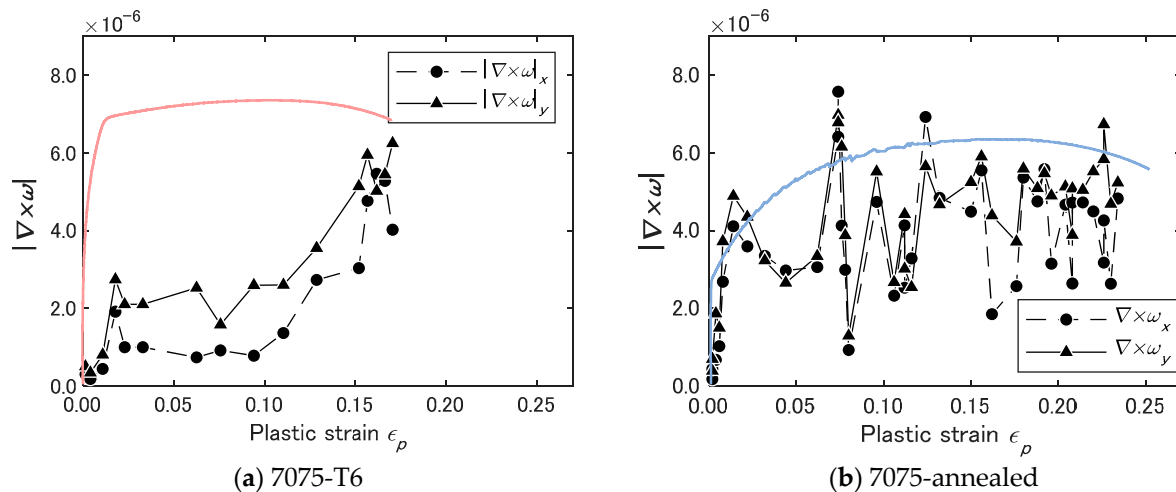 ×10⁻⁶
8.0
6.0
4.0
2.0
0.0
|∇×ω|
0.00 0.05 0.10 0.15 0.20 0.25
Plastic strain ϵₚ
|∇×ω|ₓ
|∇×ω|_y
(a) 7075-T6
×10⁻⁶
8.0
6.0
4.0
2.0
0.0
|∇×ω|
0.00 0.05 0.10 0.15 0.20 0.25
Plastic strain ϵₚ
∇×ωₓ
∇×ω_y
(b) 7075-annealed